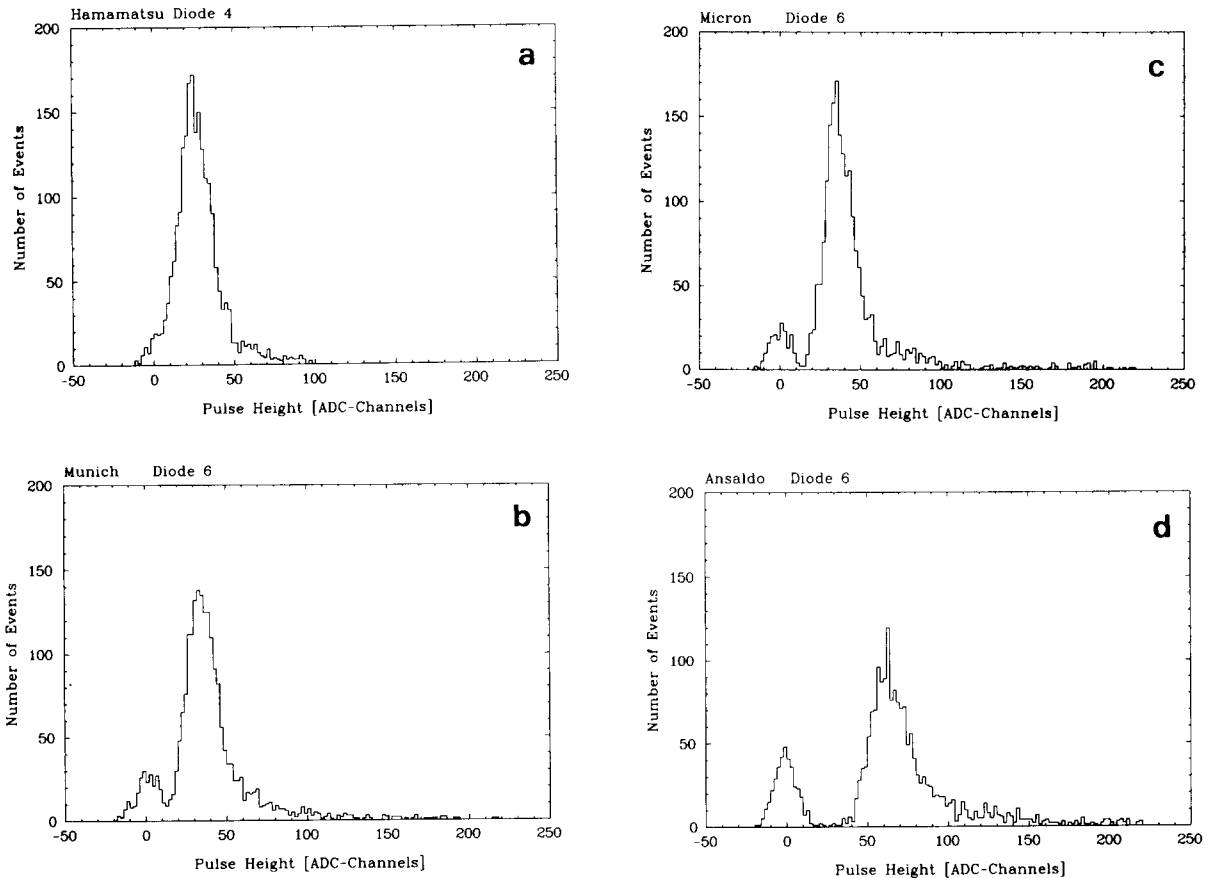 Hamamatsu Diode 4
a
200
150
100
50
0
-50 0 50 100 150 200 250
Number of Events
Pulse Height [ADC-Channels]
Munich Diode 6
b
200
150
100
50
0
-50 0 50 100 150 200 250
Number of Events
Pulse Height [ADC-Channels]
Micron Diode 6
c
200
150
100
50
0
-50 0 50 100 150 200 250
Number of Events
Pulse Height [ADC-Channels]
Ansaldo Diode 6
d
200
150
100
50
0
-50 0 50 100 150 200 250
Number of Events
Pulse Height [ADC-Channels]